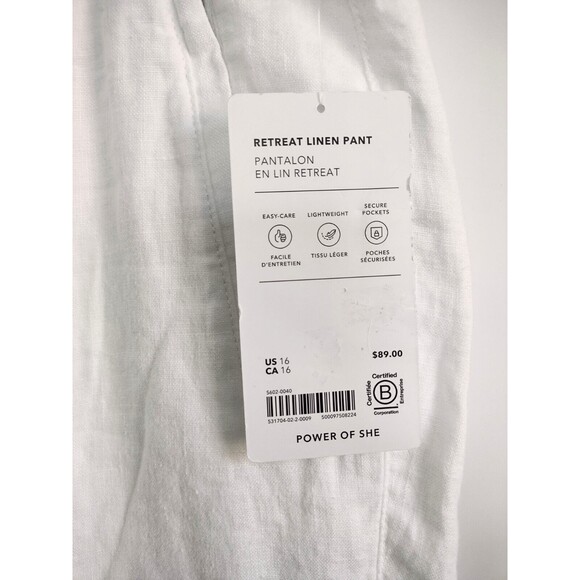 RETREAT LINEN PANT
PANTALON
EN LIN RETREAT
EASY-CARE
LIGHTWEIGHT
SECURE
POCKETS
FACILE
D'ENTRETIEN
TISSU LÉGER
POCHES
SÉCURISÉES
US 16
CA 16
$89.00
S602-0040
531704-02-2-0009 500097508224
Certified
Certifiée
B
Entreprise
Corporation
POWER OF SHE